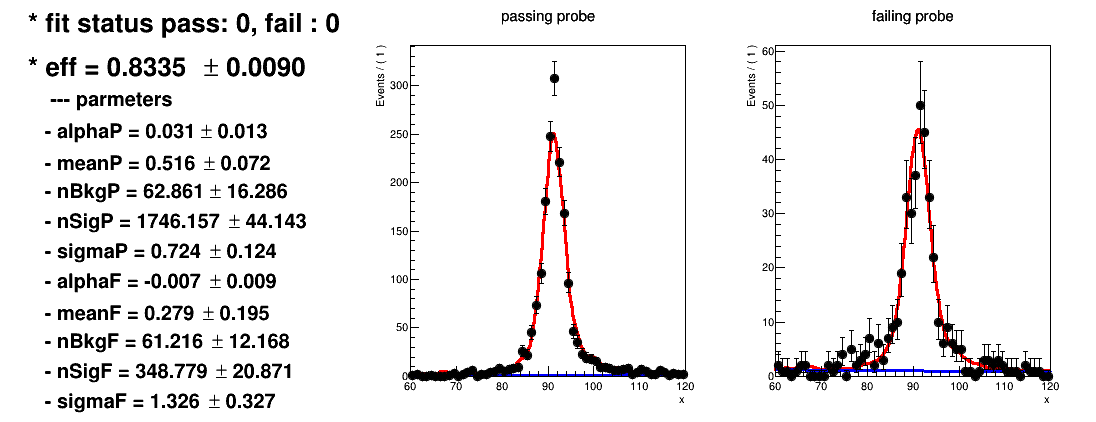 * fit status pass: 0, fail : 0
* eff = 0.8335 ± 0.0090
--- parmeters
- alphaP = 0.031 ± 0.013
- meanP = 0.516 ± 0.072
- nBkgP = 62.861 ± 16.286
- nSigP = 1746.157 ± 44.143
- sigmaP = 0.724 ± 0.124
- alphaF = -0.007 ± 0.009
- meanF = 0.279 ± 0.195
- nBkgF = 61.216 ± 12.168
- nSigF = 348.779 ± 20.871
- sigmaF = 1.326 ± 0.327
passing probe
Events / ( 1 )
300
250
200
150
100
50
0
60 70 80 90 100 110 120
x
failing probe
Events / ( 1 )
60
50
40
30
20
10
0
60 70 80 90 100 110 120
x